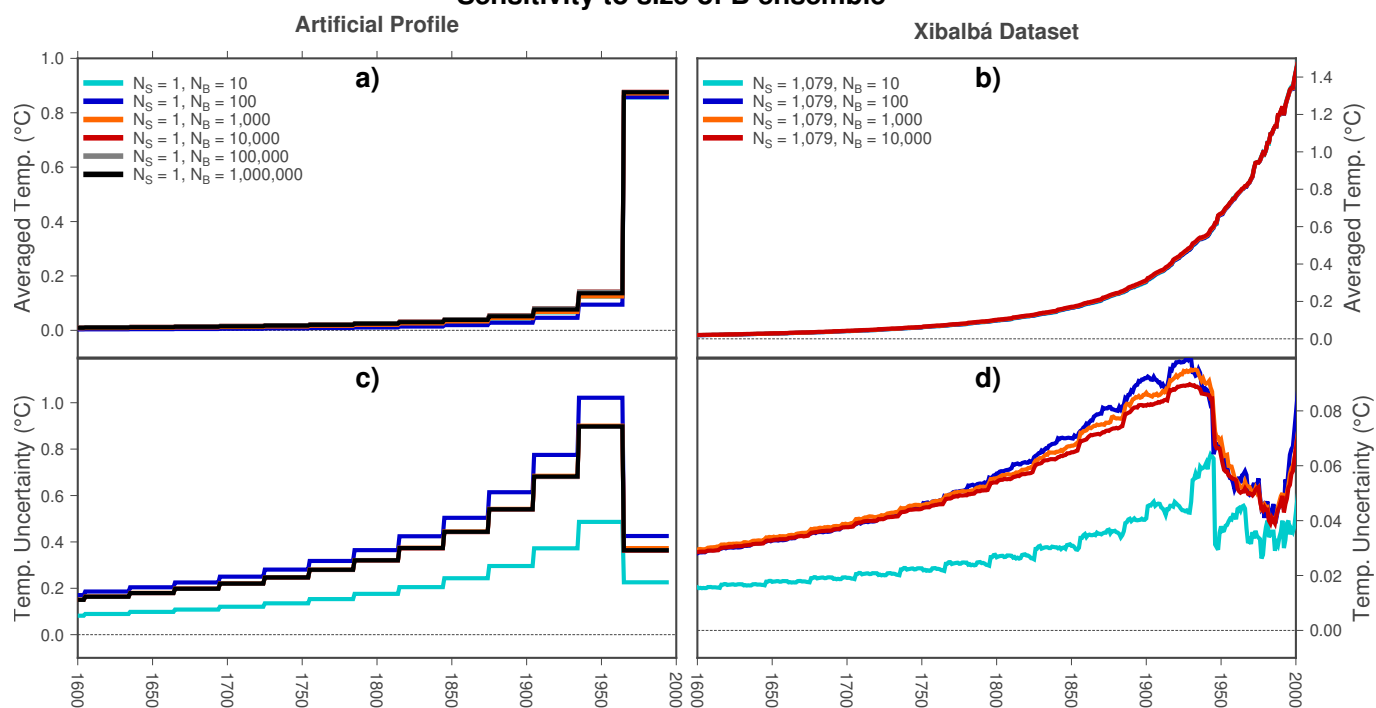 Sensitivity to size of B ensemble
Artificial Profile
Xibalbá Dataset
a)
N_S = 1, N_B = 10
N_S = 1, N_B = 100
N_S = 1, N_B = 1,000
N_S = 1, N_B = 10,000
N_S = 1, N_B = 100,000
N_S = 1, N_B = 1,000,000
Averaged Temp. (°C)
1.0
0.8
0.6
0.4
0.2
0.0
b)
N_S = 1,079, N_B = 10
N_S = 1,079, N_B = 100
N_S = 1,079, N_B = 1,000
N_S = 1,079, N_B = 10,000
1.4
1.2
1.0
0.8
0.6
0.4
0.2
0.0
Averaged Temp. (°C)
c)
Temp. Uncertainty (°C)
1.0
0.8
0.6
0.4
0.2
0.0
1600
1650
1700
1750
1800
1850
1900
1950
2000
d)
0.08
0.06
0.04
0.02
0.00
Temp. Uncertainty (°C)
1600
1650
1700
1750
1800
1850
1900
1950
2000